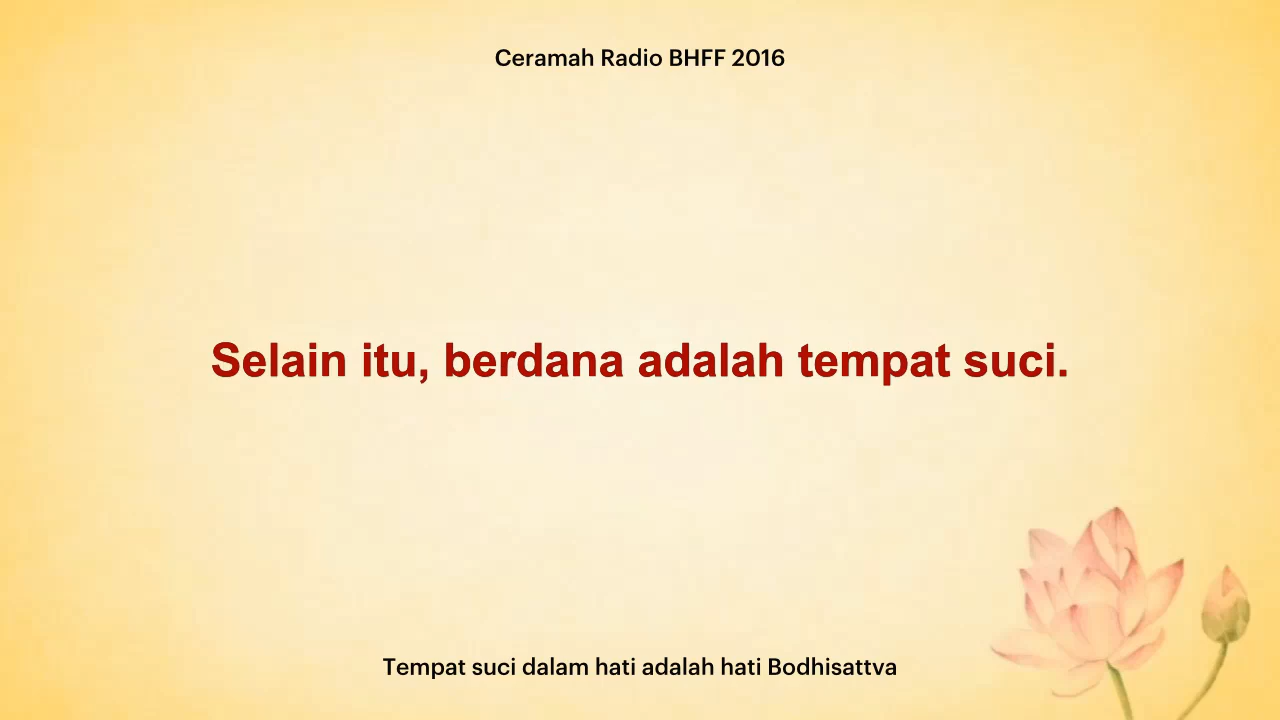 Ceramah Radio BHFF 2016
Selain itu, berdana adalah tempat suci.
Tempat suci dalam hati adalah hati Bodhisattva